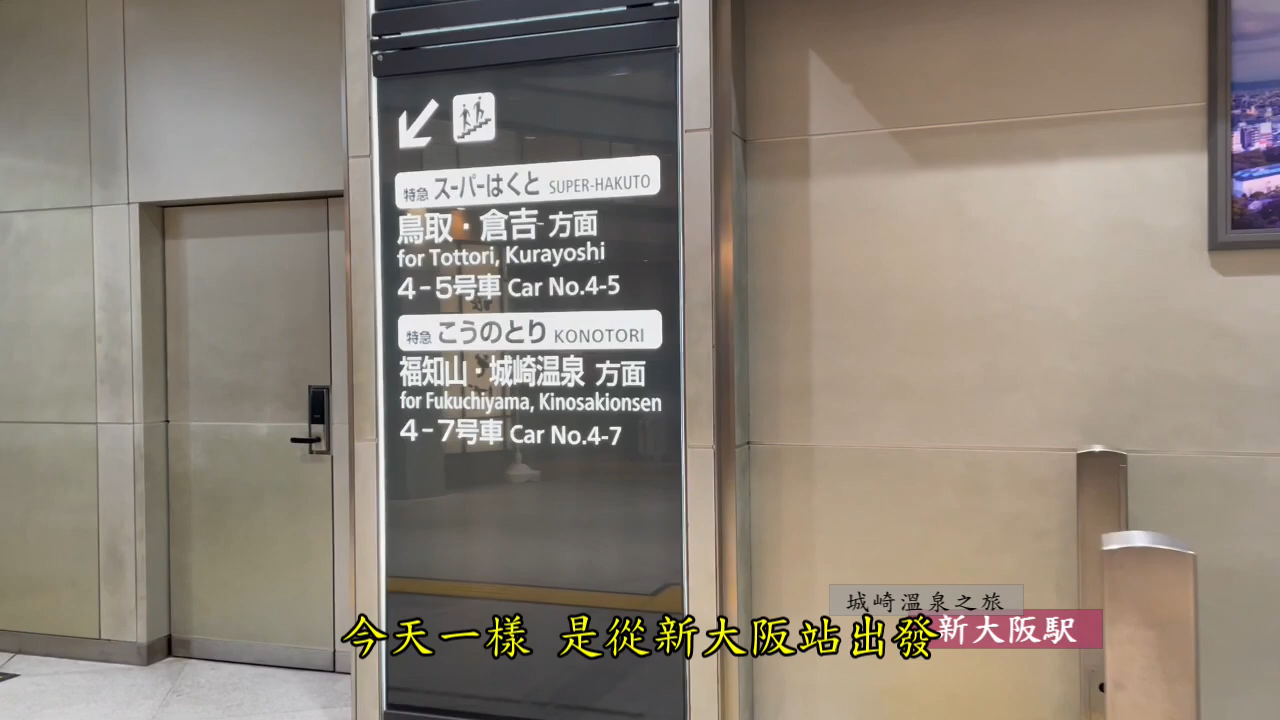 特急 スーパーはくと SUPER-HAKUTO
鳥取・倉吉 方面
for Tottori, Kurayoshi
4-5号車 Car No.4-5
特急 こうのとり KONOTORI
福知山・城崎温泉 方面
for Fukuchiyama, Kinosakionsen
4-7号車 Car No.4-7
城崎溫泉之旅
新大阪駅
今天一樣 是從新大阪站出發